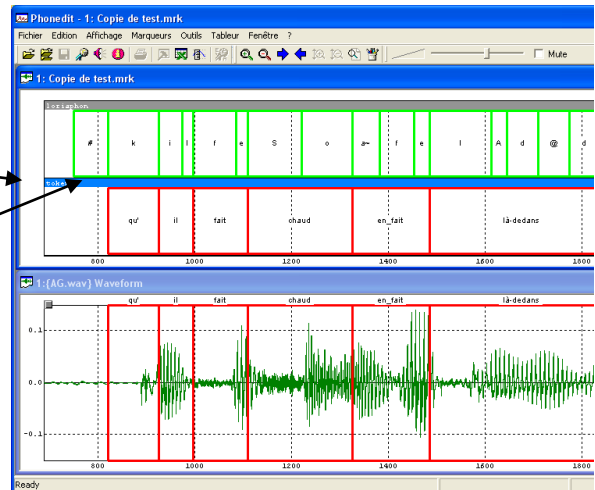 Phonedit - 1: Copie de test.mrk
Fichier Edition Affichage Marqueurs Outils Tableur Fenêtre ?
Mute
1: Copie de test.mrk
loriaphon
# k i l f e S o a~ f e l A d @ d
token
qu' il fait chaud en_fait là-dedans
800 1000 1200 1400 1600 1800
1:(AG.wav) Waveform
qu' il fait chaud en_fait là-dedans
0.1
0.0
-0.1
800 1000 1200 1400 1600 1800
Ready